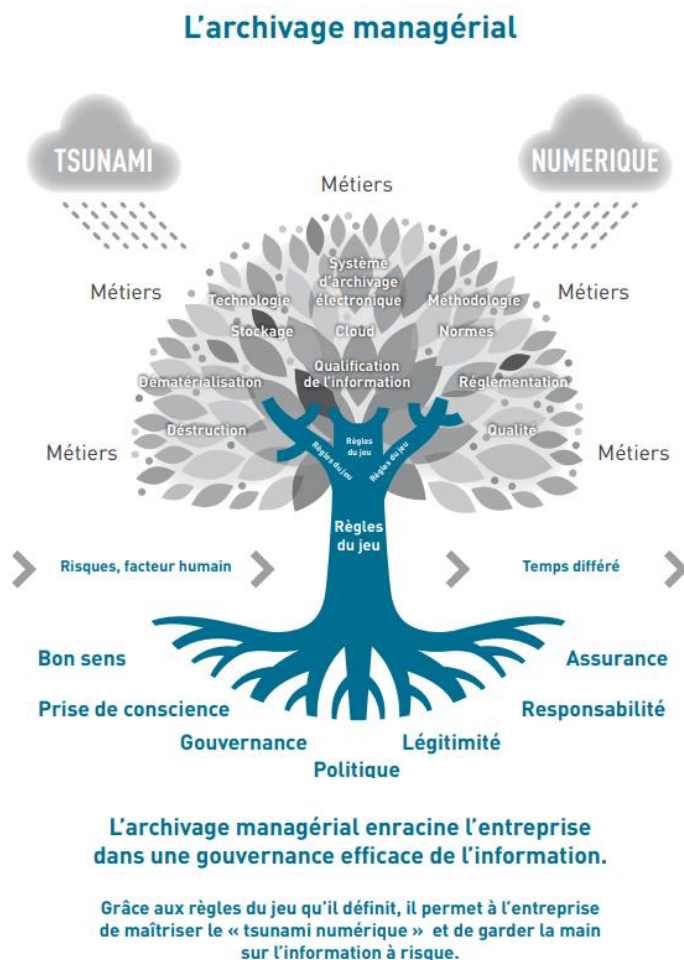 L'archivage managérial
TSUNAMI
NUMERIQUE
Métiers
Métiers
Métiers
Système
d'archivage
électronique
Technologie
Méthodologie
Stockage
Cloud
Normes
Qualification
de l'information
Dématérialisation
Réglémentation
Déstruction
Qualité
Métiers
Métiers
Règles du jeu
Règles
du jeu
Règles du jeu
Règles
du jeu
Risques, facteur humain
Temps différé
Bon sens
Assurance
Prise de conscience
Responsabilité
Gouvernance
Légitimité
Politique
L'archivage managérial enracine l'entreprise
dans une gouvernance efficace de l'information.
Grâce aux règles du jeu qu'il définit, il permet à l'entreprise
de maîtriser le « tsunami numérique » et de garder la main
sur l'information à risque.